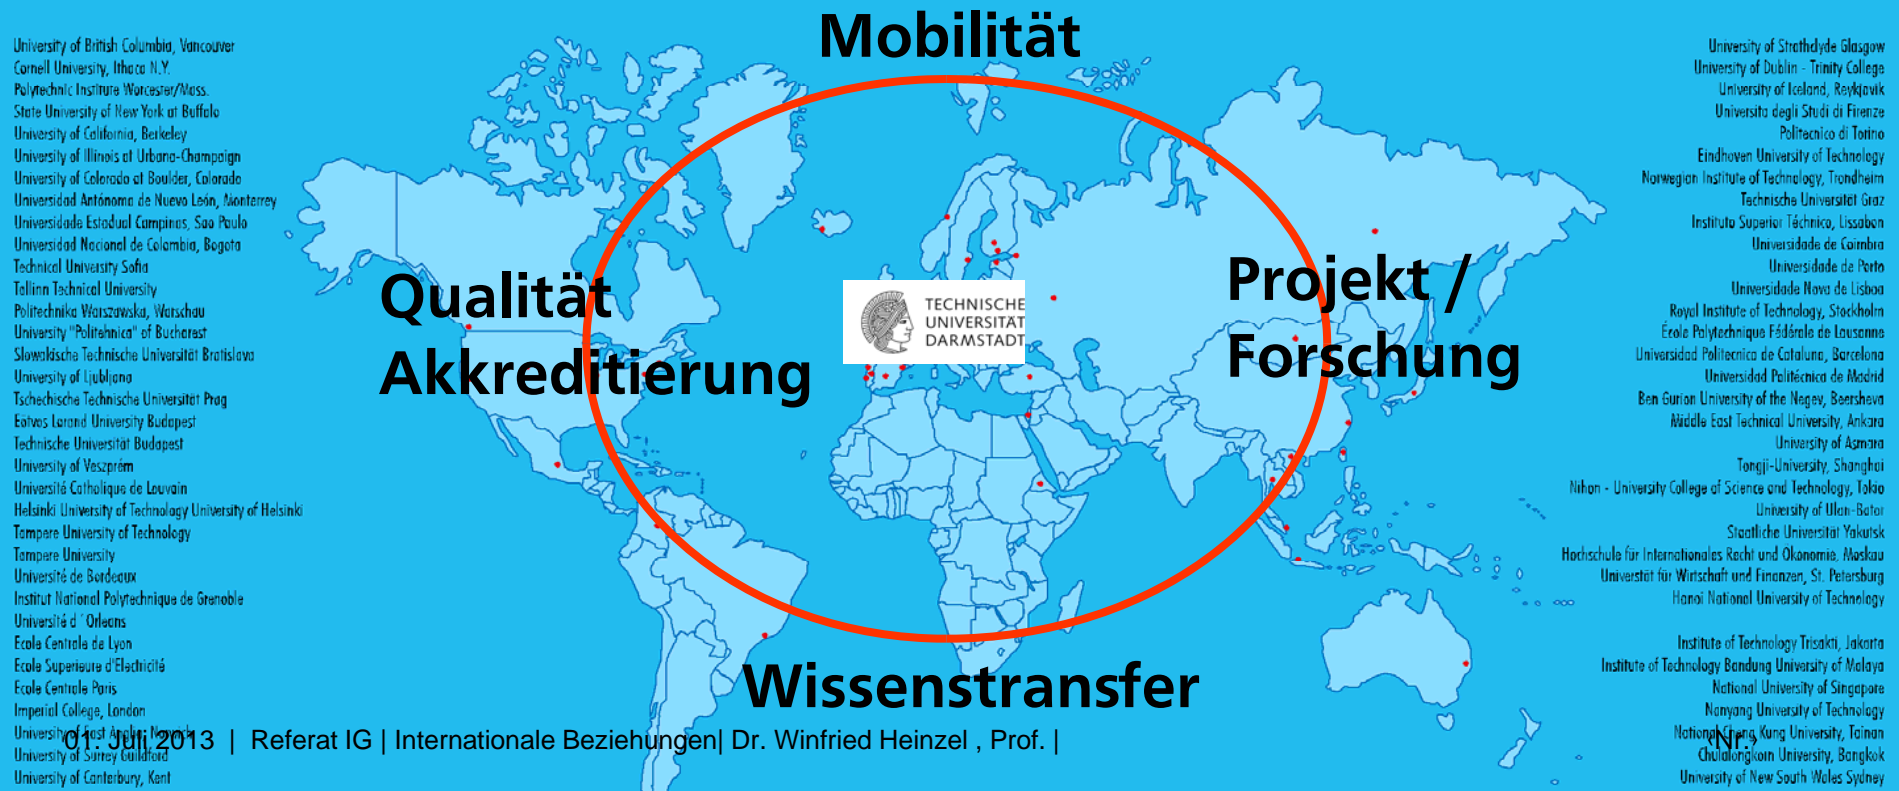 Mobilität
University of British Columbia, Vancouver
Cornell University, Ithaca N.Y.
Polytechnic Institute Worcester/Mass.
State University of New York at Buffalo
University of California, Berkeley
University of Illinois at Urbana-Champaign
University of Colorado at Boulder, Colorado
Universidad Antónoma de Nuevo León, Monterrey
Universidade Estadual Campinas, Sao Paulo
Universidad Nacional de Colombia, Bogota
Technical University Sofia
Tallinn Technical University
Politechnika Warszawska, Warschau
University "Politehnica" of Bucharest
Slowakische Technische Universität Bratislava
University of Ljubljana
Tschechische Technische Universität Prag
Eötvos Lorand University Budapest
Technische Universität Budapest
University of Veszprém
Université Catholique de Louvain
Helsinki University of Technology University of Helsinki
Tampere University of Technology
Tampere University
Université de Bordeaux
Institut National Polytechnique de Grenoble
Université d´Orleans
Ecole Centrale de Lyon
Ecole Superieure d'Electricité
Ecole Centrale Paris
Imperial College, London
University of East Anglia, Norwich
University of Surrey Guildford
University of Canterbury, Kent
Qualität
Akkreditierung
TECHNISCHE
UNIVERSITÄT
DARMSTADT
Projekt /
Forschung
Wissenstransfer
University of Strathclyde Glasgow
University of Dublin - Trinity College
University of Iceland, Reykjavik
Universita degli Studi di Firenze
Politecnico di Torino
Eindhoven University of Technology
Norwegian Institute of Technology, Trondheim
Technische Universität Graz
Instituto Superior Téchnico, Lissabon
Universidade de Coimbra
Universidade de Porto
Universidade Nova de Lisboa
Royal Institute of Technology, Stockholm
École Polytechnique Fédérale de Lausanne
Universidad Politecnica de Cataluna, Barcelona
Universidad Politécnica de Madrid
Ben Gurion University of the Negev, Beersheva
Middle East Technical University, Ankara
University of Asmara
Tongji-University, Shanghai
Nihon - University College of Science and Technology, Tokio
University of Ulan-Bator
Staatliche Universität Yakutsk
Hochschule für Internationales Recht und Ökonomie, Moskau
Universtät für Wirtschaft und Finanzen, St. Petersburg
Hanoi National University of Technology
Institute of Technology Trisakti, Jakarta
Institute of Technology Bandung University of Malaya
National University of Singapore
Nanyang University of Technology
National Cheng Kung University, Tainan
Chulalongkorn University, Bangkok
University of New South Wales Sydney
01. Juli 2013 | Referat IG | Internationale Beziehungen| Dr. Winfried Heinzel , Prof. |
‹Nr.›